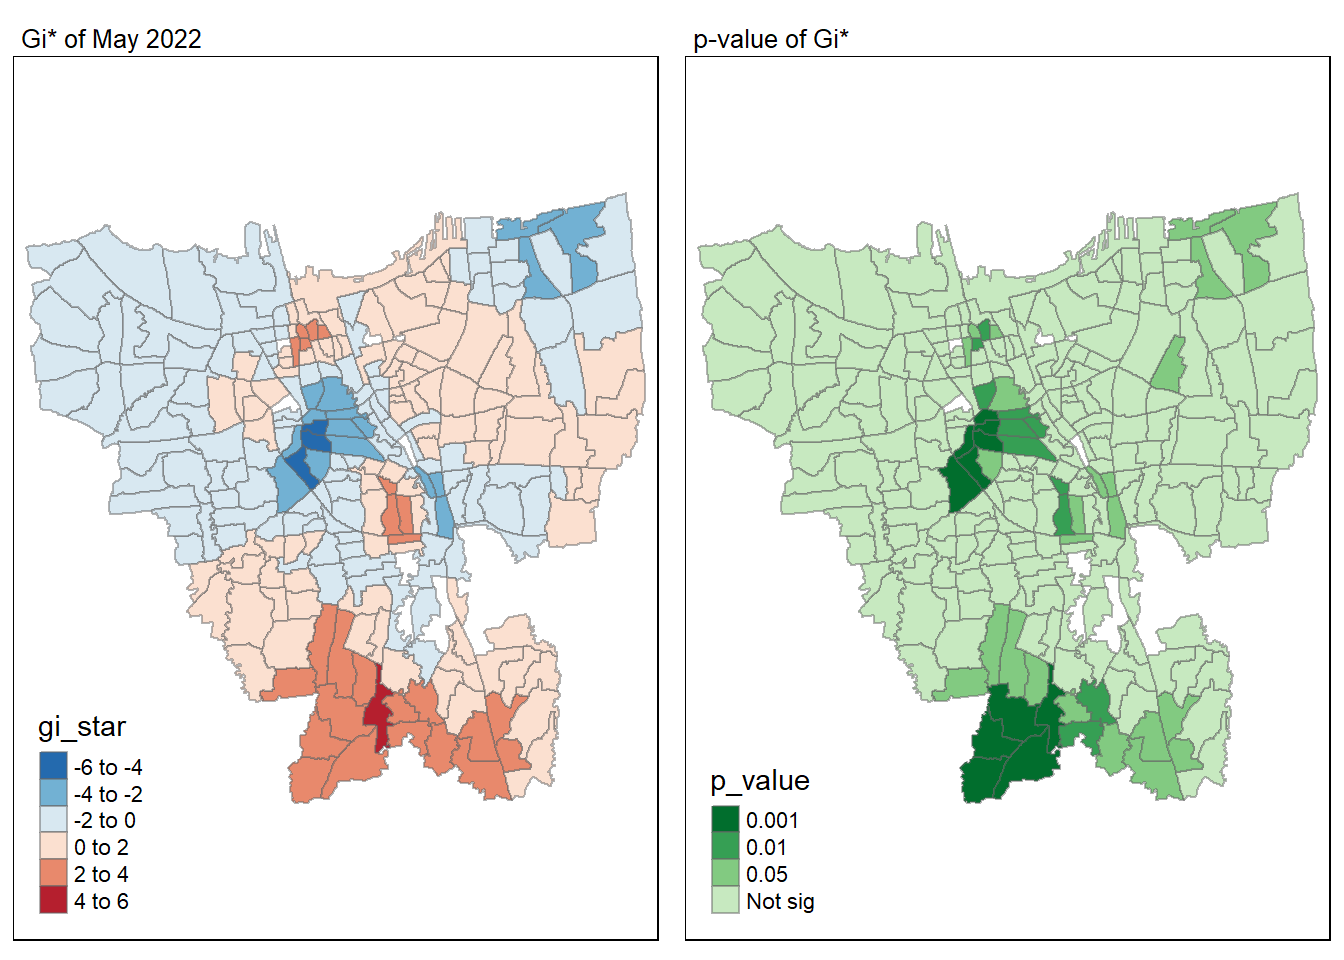 Gi* of May 2022
p-value of Gi*
gi_star
-6 to -4
-4 to -2
-2 to 0
0 to 2
2 to 4
4 to 6
p_value
0.001
0.01
0.05
Not sig